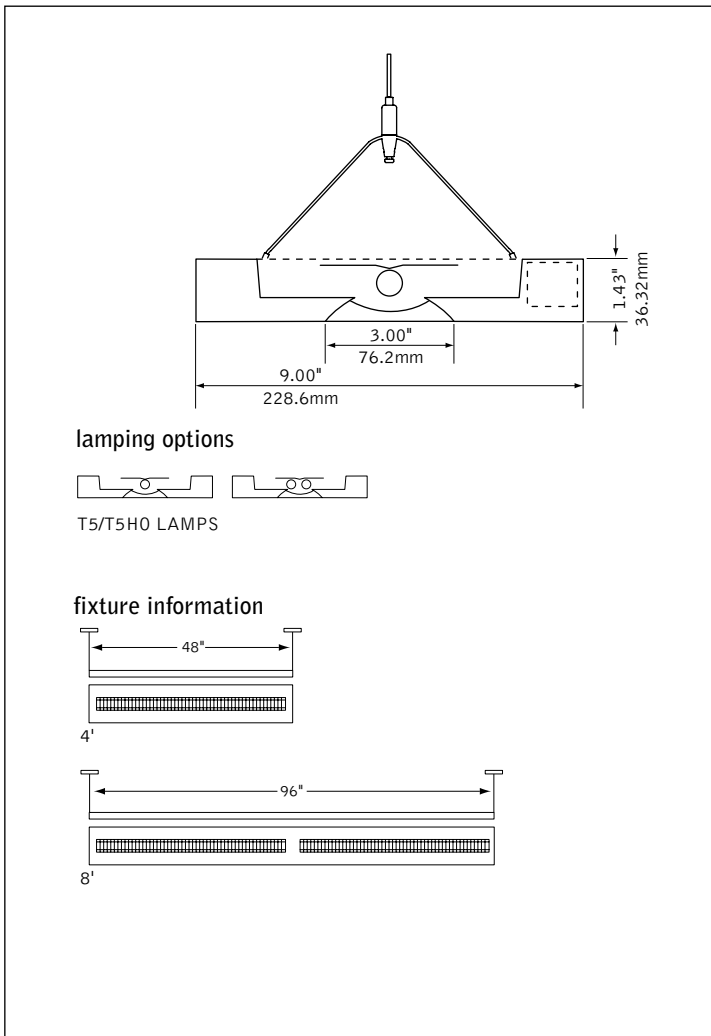 1.43"
36.32mm
3.00"
76.2mm
9.00"
228.6mm
lamping options
T5/T5HO LAMPS
fixture information
48"
4'
96"
8'